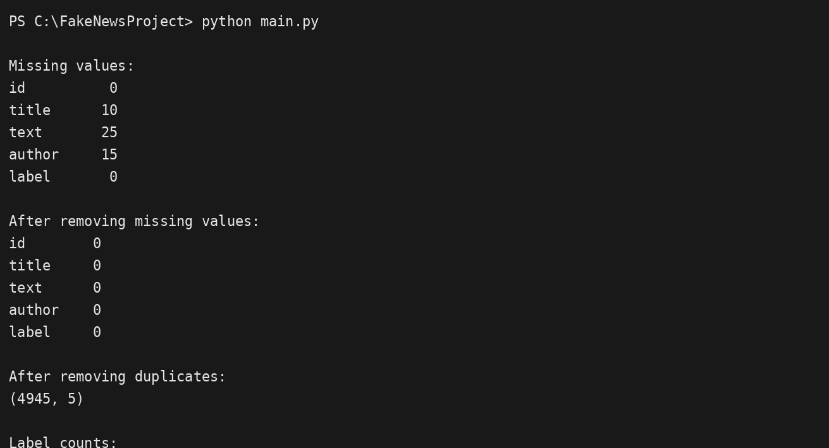 PS C:\FakeNewsProject> python main.py
Missing values:
id 0
title 10
text 25
author 15
label 0
After removing missing values:
id 0
title 0
text 0
author 0
label 0
After removing duplicates:
(4945, 5)
Label counts: